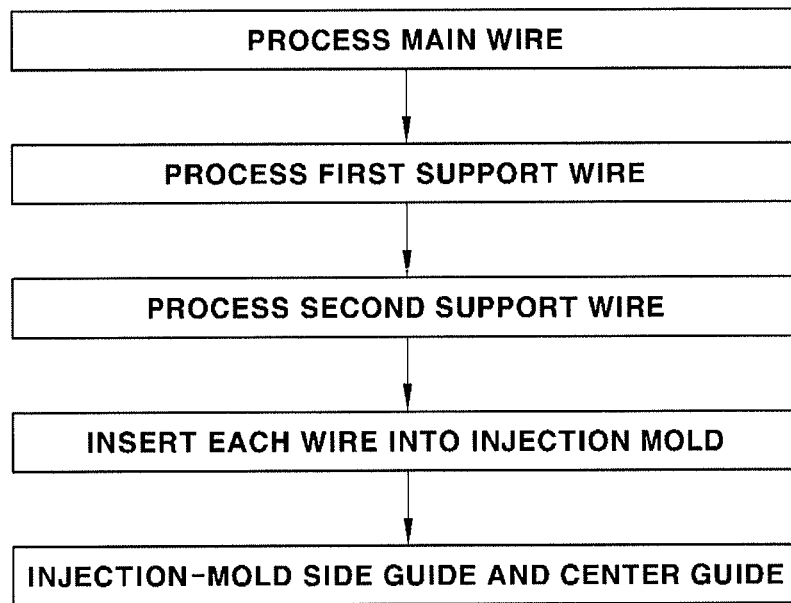 PROCESS MAIN WIRE
PROCESS FIRST SUPPORT WIRE
PROCESS SECOND SUPPORT WIRE
INSERT EACH WIRE INTO INJECTION MOLD
INJECTION-MOLD SIDE GUIDE AND CENTER GUIDE